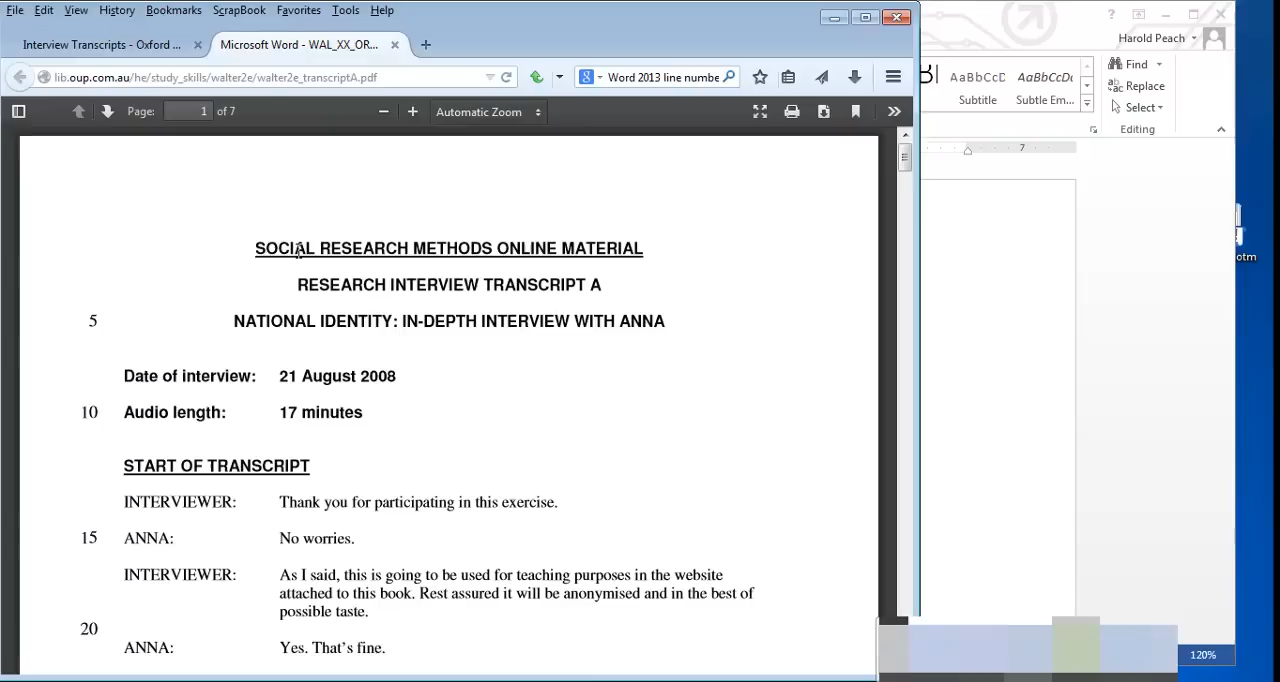 File Edit View History Bookmarks ScrapBook Favorites Tools Help
Interview Transcripts - Oxford ... × Microsoft Word - WAL_XX_OR... × +
lib.oup.com.au/he/study_skills/walter2e/walter2e_transcriptA.pdf Word 2013 line numbe
Page: 1 of 7 Automatic Zoom
SOCIAL RESEARCH METHODS ONLINE MATERIAL
RESEARCH INTERVIEW TRANSCRIPT A
5 NATIONAL IDENTITY: IN-DEPTH INTERVIEW WITH ANNA
Date of interview: 21 August 2008
10 Audio length: 17 minutes
START OF TRANSCRIPT
INTERVIEWER: Thank you for participating in this exercise.
15 ANNA: No worries.
INTERVIEWER: As I said, this is going to be used for teaching purposes in the website
attached to this book. Rest assured it will be anonymised and in the best of
possible taste.
20
ANNA: Yes. That's fine.
Harold Peach
AaBbCcD AaBbCcDı
Subtitle Subtle Em...
Find
Replace
Select
Editing
7
otm
120%